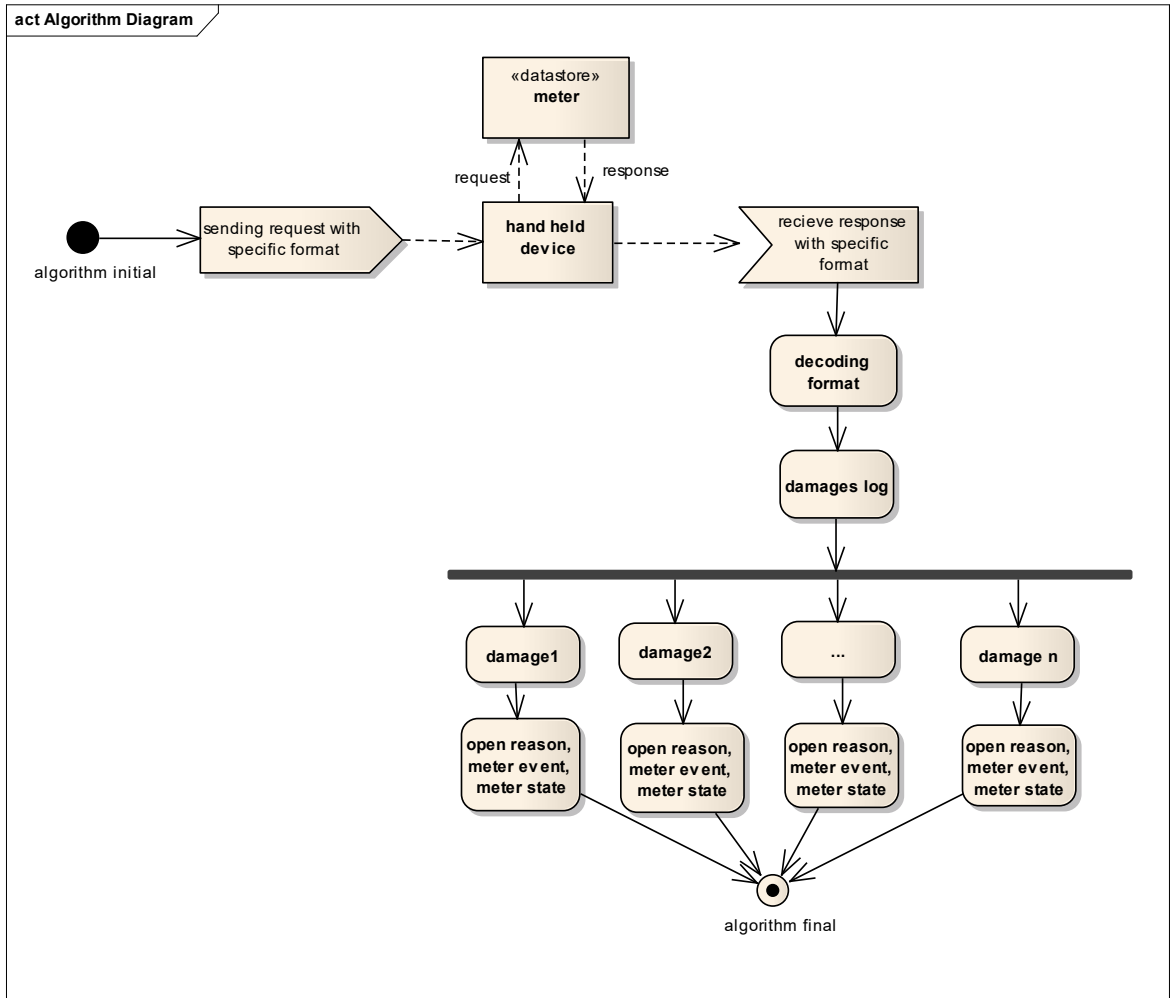 act Algorithm Diagram
«datastore»
meter
request
response
sending request with
specific format
hand held
device
recieve response
with specific
format
algorithm initial
decoding
format
damages log
damage1
damage2
...
damage n
open reason,
meter event,
meter state
open reason,
meter event,
meter state
open reason,
meter event,
meter state
open reason,
meter event,
meter state
algorithm final